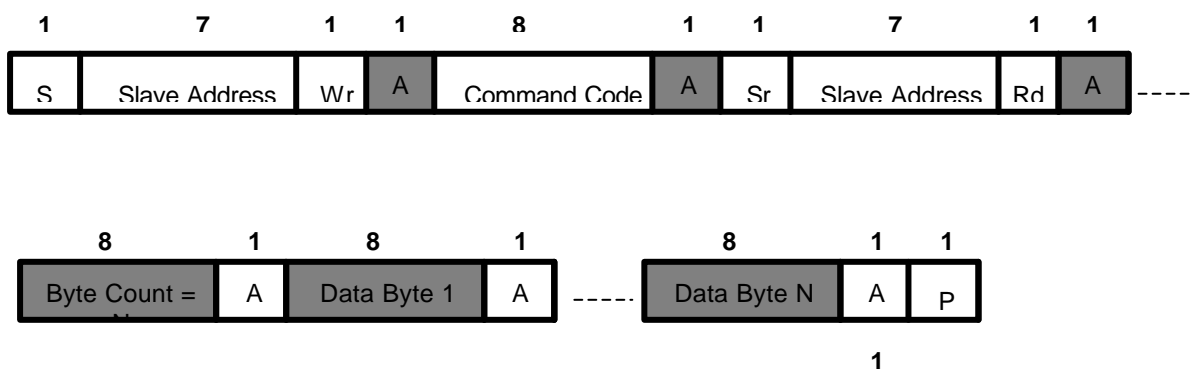 1 7 1 1 8 1 1 7 1 1
S Slave Address Wr A Command Code A Sr Slave Address Rd A
8 1 8 1 8 1 1
Byte Count = A Data Byte 1 A Data Byte N A P
N
1